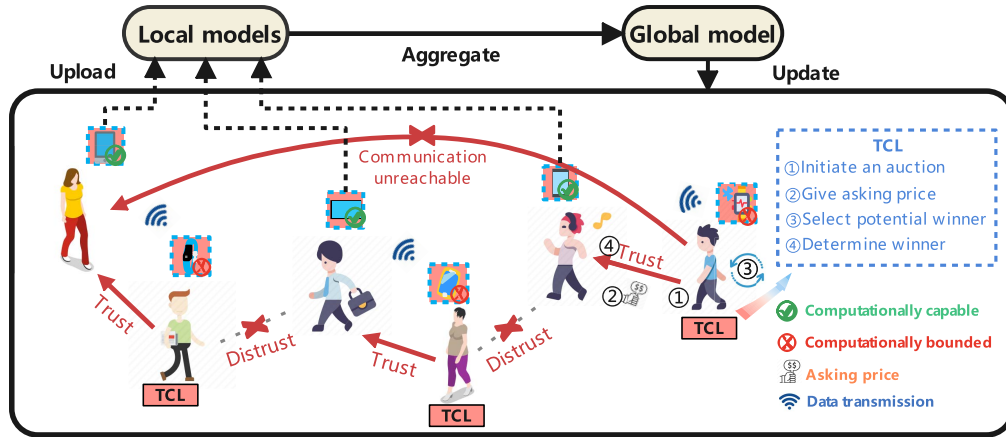 Local models
Global model
Aggregate
Upload
Update
Communication
unreachable
TCL
①Initiate an auction
②Give asking price
③Select potential winner
④Determine winner
④
Trust
③
②
$$
①
TCL
Trust
Distrust
Trust
Distrust
TCL
TCL
Computationally capable
Computationally bounded
$$
Asking price
Data transmission